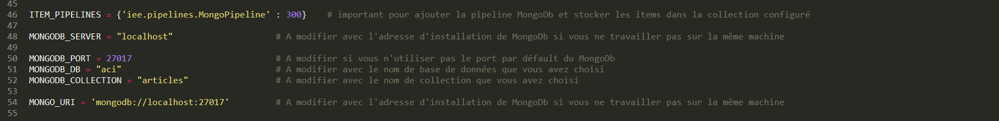 45
46 ITEM_PIPELINES = {'iee.pipelines.MongoPipeline' : 300} # important pour ajouter la pipeline MongoDb et stocker les items dans la collection configuré
47
48 MONGODB_SERVER = "localhost" # A modifier avec l'adresse d'installation de MongoDb si vous ne travailler pas sur la même machine
49
50 MONGODB_PORT = 27017 # A modifier si vous n'utiliser pas le port par défault du MongoDb
51 MONGODB_DB = "aci" # A modifier avec le nom de base de données que vous avez choisi
52 MONGODB_COLLECTION = "articles" # A modifier avec le nom de collection que vous avez choisi
53
54 MONGO_URI = 'mongodb://localhost:27017' # A modifier avec l'adresse d'installation de MongoDb si vous ne travailler pas sur la même machine
55